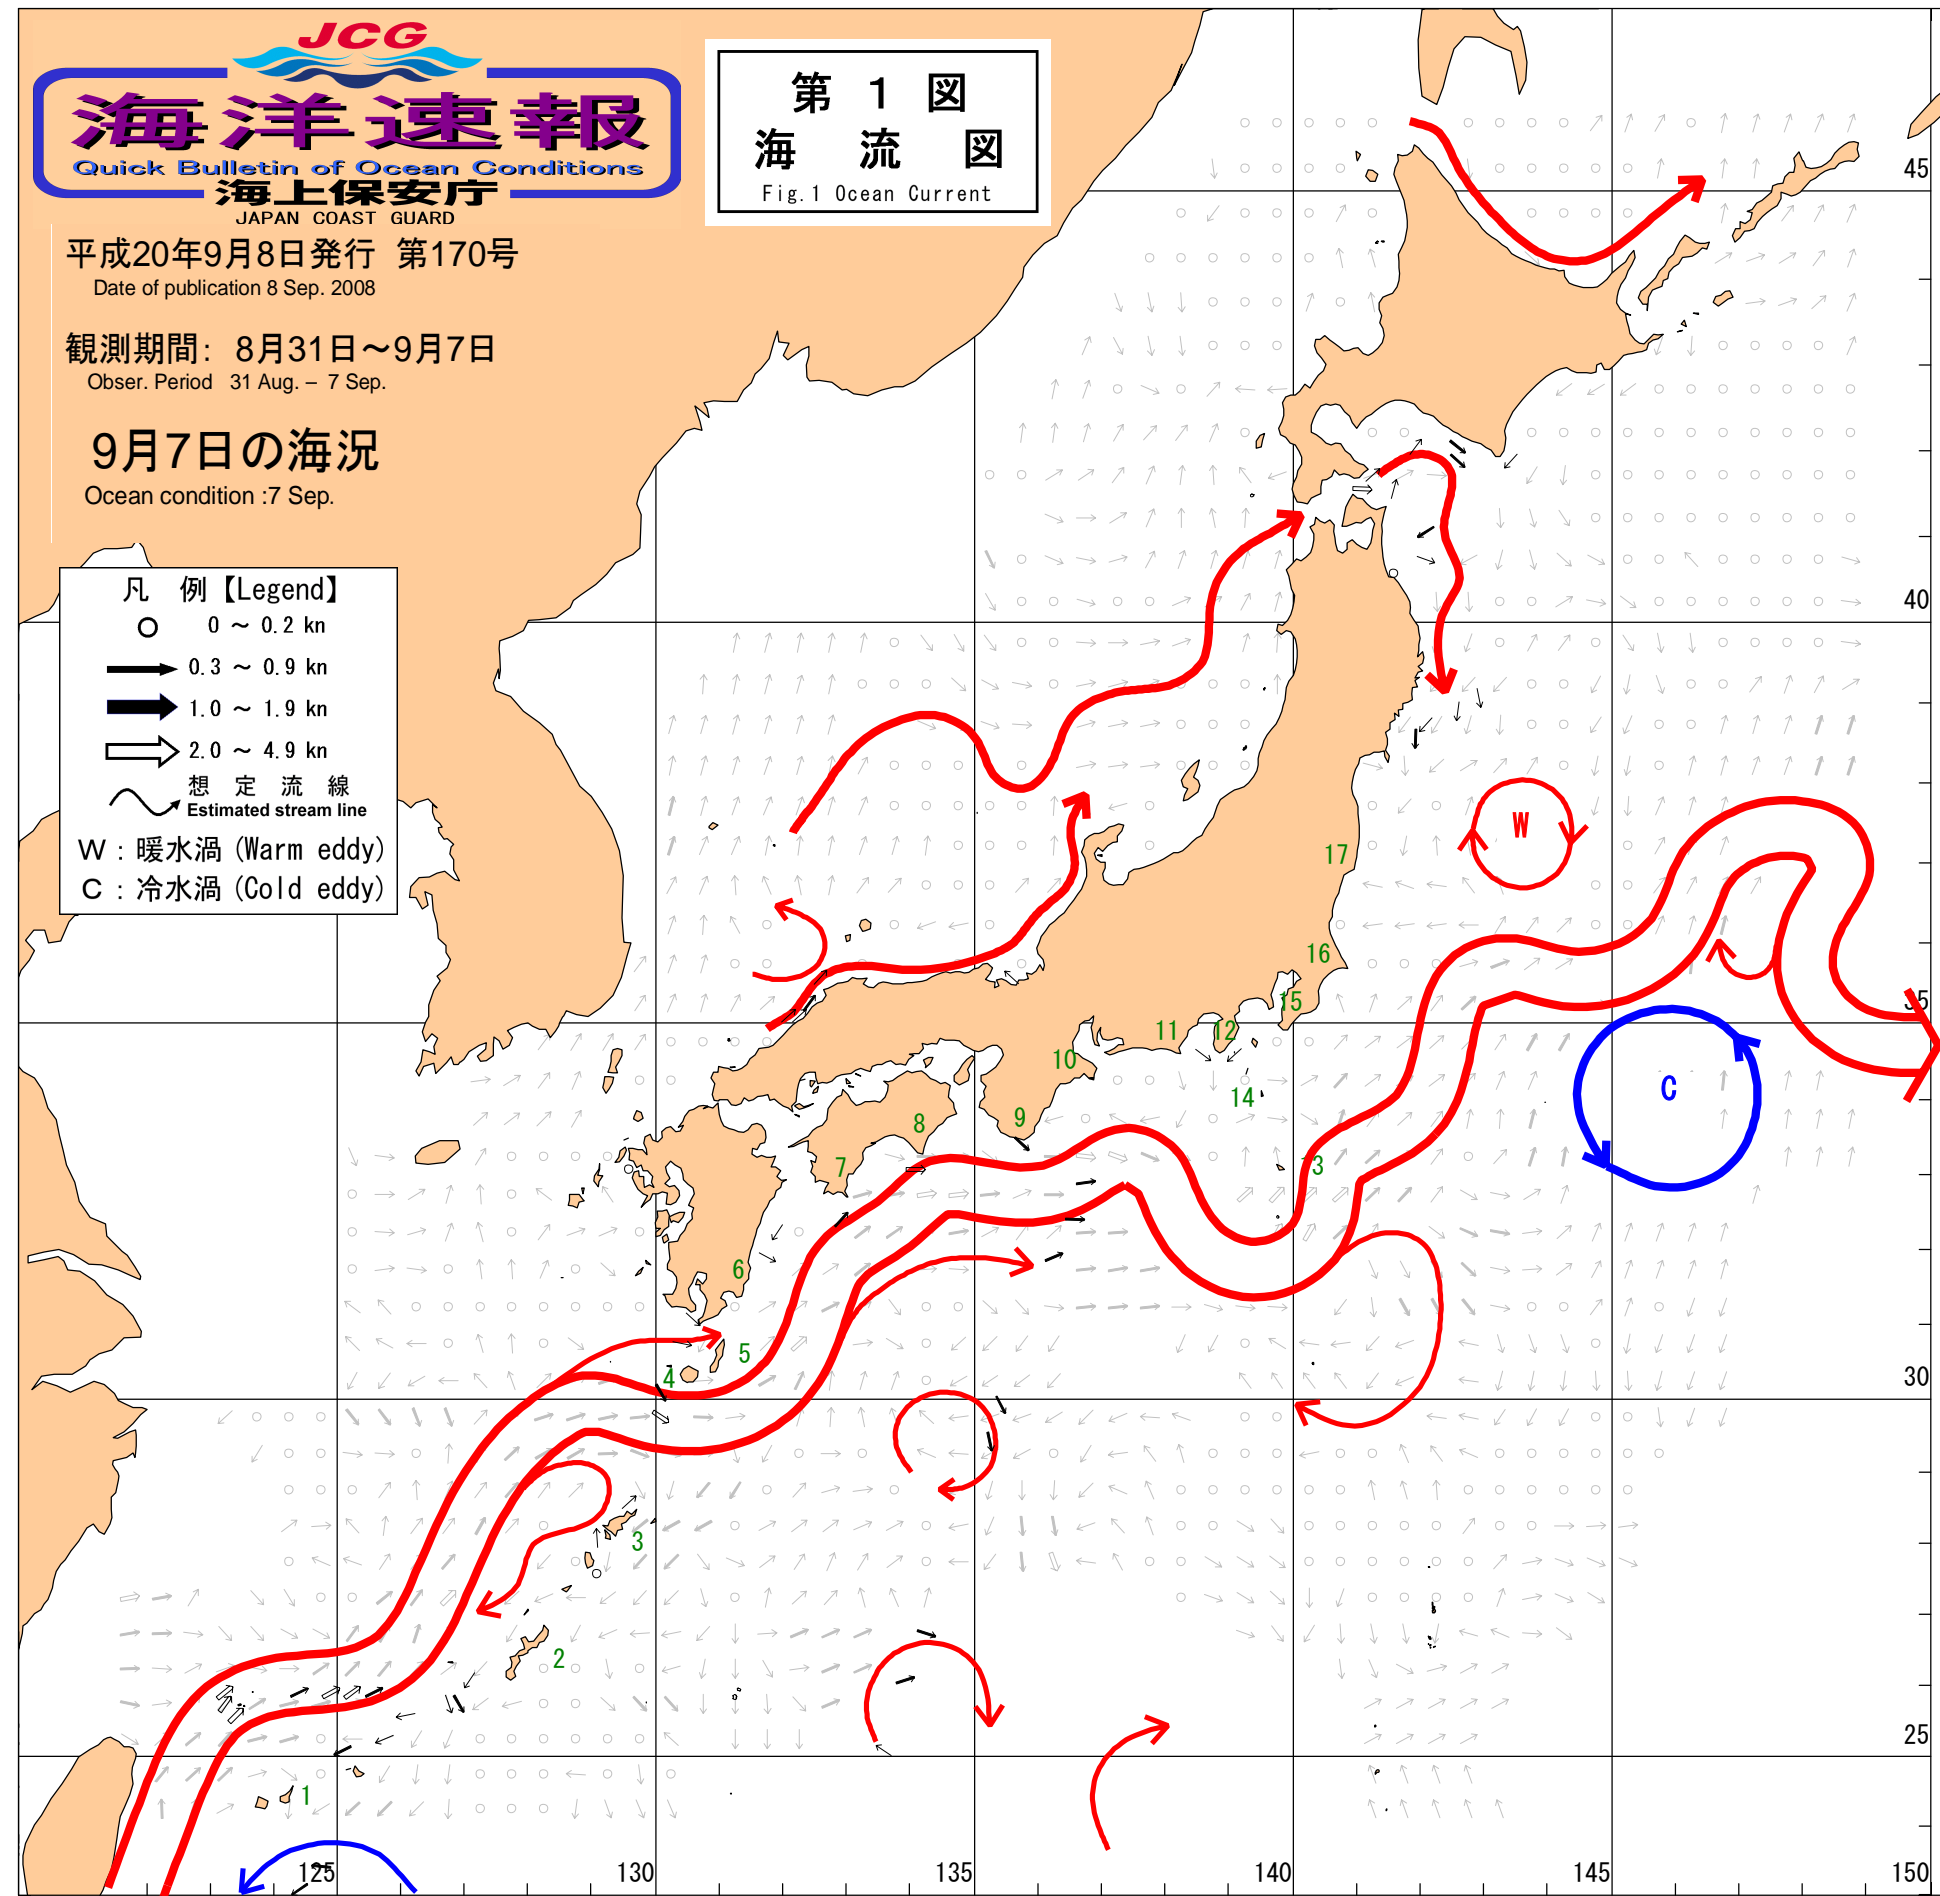 JCG
海洋速報
Quick Bulletin of Ocean Conditions
海上保安庁
JAPAN COAST GUARD
平成20年9月8日発行 第170号
Date of publication 8 Sep. 2008
観測期間： 8月31日～9月7日
Obser. Period 31 Aug. – 7 Sep.
9月7日の海況
Ocean condition :7 Sep.
第 1 図
海 流 図
Fig.1 Ocean Current
凡 例【Legend】
0 ～ 0.2 kn
0.3 ～ 0.9 kn
1.0 ～ 1.9 kn
2.0 ～ 4.9 kn
想 定 流 線
Estimated stream line
W：暖水渦(Warm eddy)
C：冷水渦(Cold eddy)
45
40
W
17
16
15
35
11
12
10
14
C
9
8
7
13
6
5
4
30
3
2
25
1
125
130
135
140
145
150